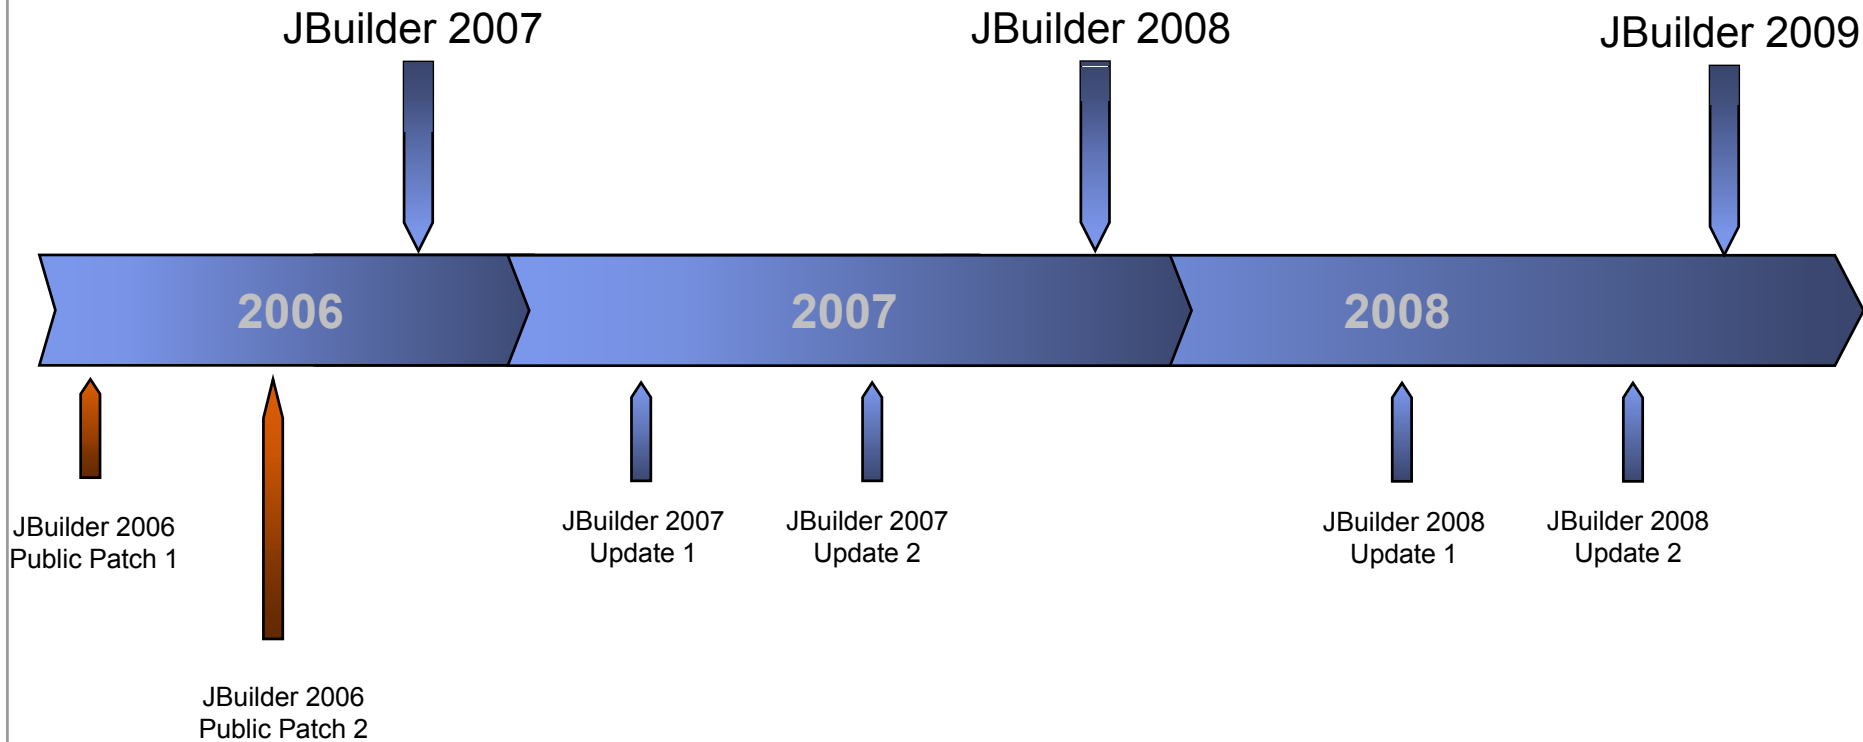 JBuilder 2007
JBuilder 2008
JBuilder 2009
2006
2007
2008
JBuilder 2006
Public Patch 1
JBuilder 2007
Update 1
JBuilder 2007
Update 2
JBuilder 2008
Update 1
JBuilder 2008
Update 2
JBuilder 2006
Public Patch 2